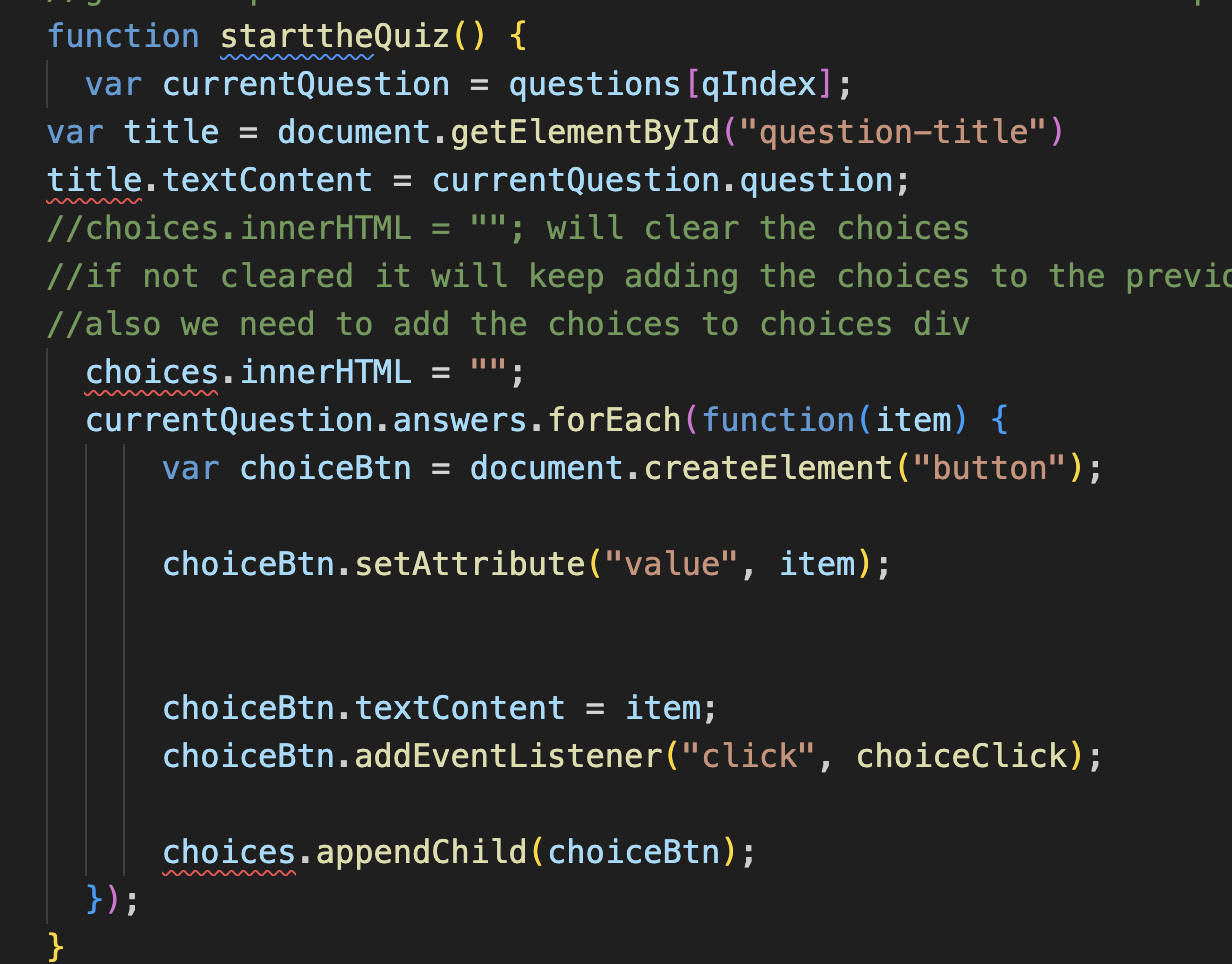 function starttheQuiz() {
var currentQuestion = questions[qIndex];
var title = document.getElementById("question-title")
title.textContent = currentQuestion.question;
//choices.innerHTML = ""; will clear the choices
//if not cleared it will keep adding the choices to the
//also we need to add the choices to choices div
choices.innerHTML = "";
currentQuestion.answers.forEach(function(item) {
var choiceBtn = document.createElement("button");
choiceBtn.setAttribute("value", item);
choiceBtn.textContent = item;
choiceBtn.addEventListener("click", choiceClick);
choices.appendChild(choiceBtn);
});
}